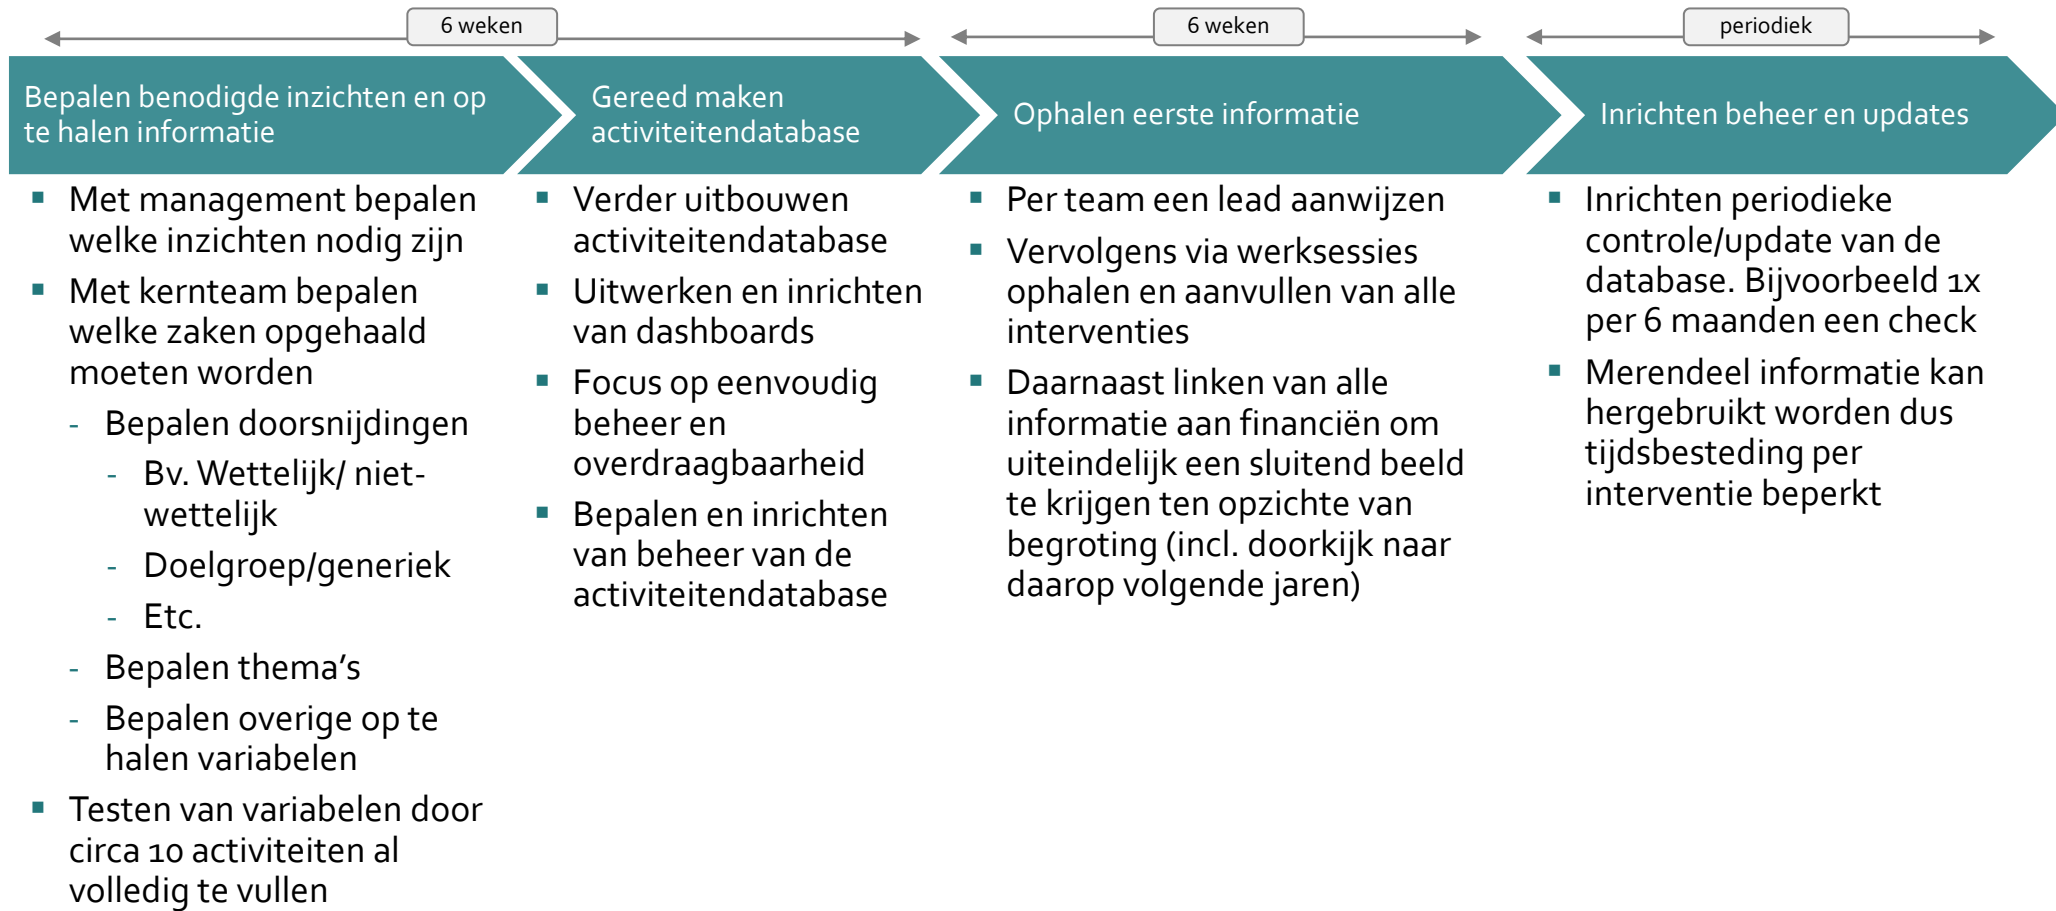 6 weken
6 weken
periodiek
Bepalen benodigde inzichten en op
te halen informatie
Gereed maken
activiteitendatabase
Ophalen eerste informatie
Inrichten beheer en updates
▪ Met management bepalen
welke inzichten nodig zijn
▪ Met kernteam bepalen
welke zaken opgehaald
moeten worden
- Bepalen doorsnijdingen
- Bv. Wettelijk/ niet-
wettelijk
- Doelgroep/generiek
- Etc.
- Bepalen thema’s
- Bepalen overige op te
halen variabelen
▪ Testen van variabelen door
circa 10 activiteiten al
volledig te vullen
▪ Verder uitbouwen
activiteitendatabase
▪ Uitwerken en inrichten
van dashboards
▪ Focus op eenvoudig
beheer en
overdraagbaarheid
▪ Bepalen en inrichten
van beheer van de
activiteitendatabase
▪ Per team een lead aanwijzen
▪ Vervolgens via werksessies
ophalen en aanvullen van alle
interventies
▪ Daarnaast linken van alle
informatie aan financiën om
uiteindelijk een sluitend beeld
te krijgen ten opzichte van
begroting (incl. doorkijk naar
daarop volgende jaren)
▪ Inrichten periodieke
controle/update van de
database. Bijvoorbeeld 1x
per 6 maanden een check
▪ Merendeel informatie kan
hergebruikt worden dus
tijdsbesteding per
interventie beperkt